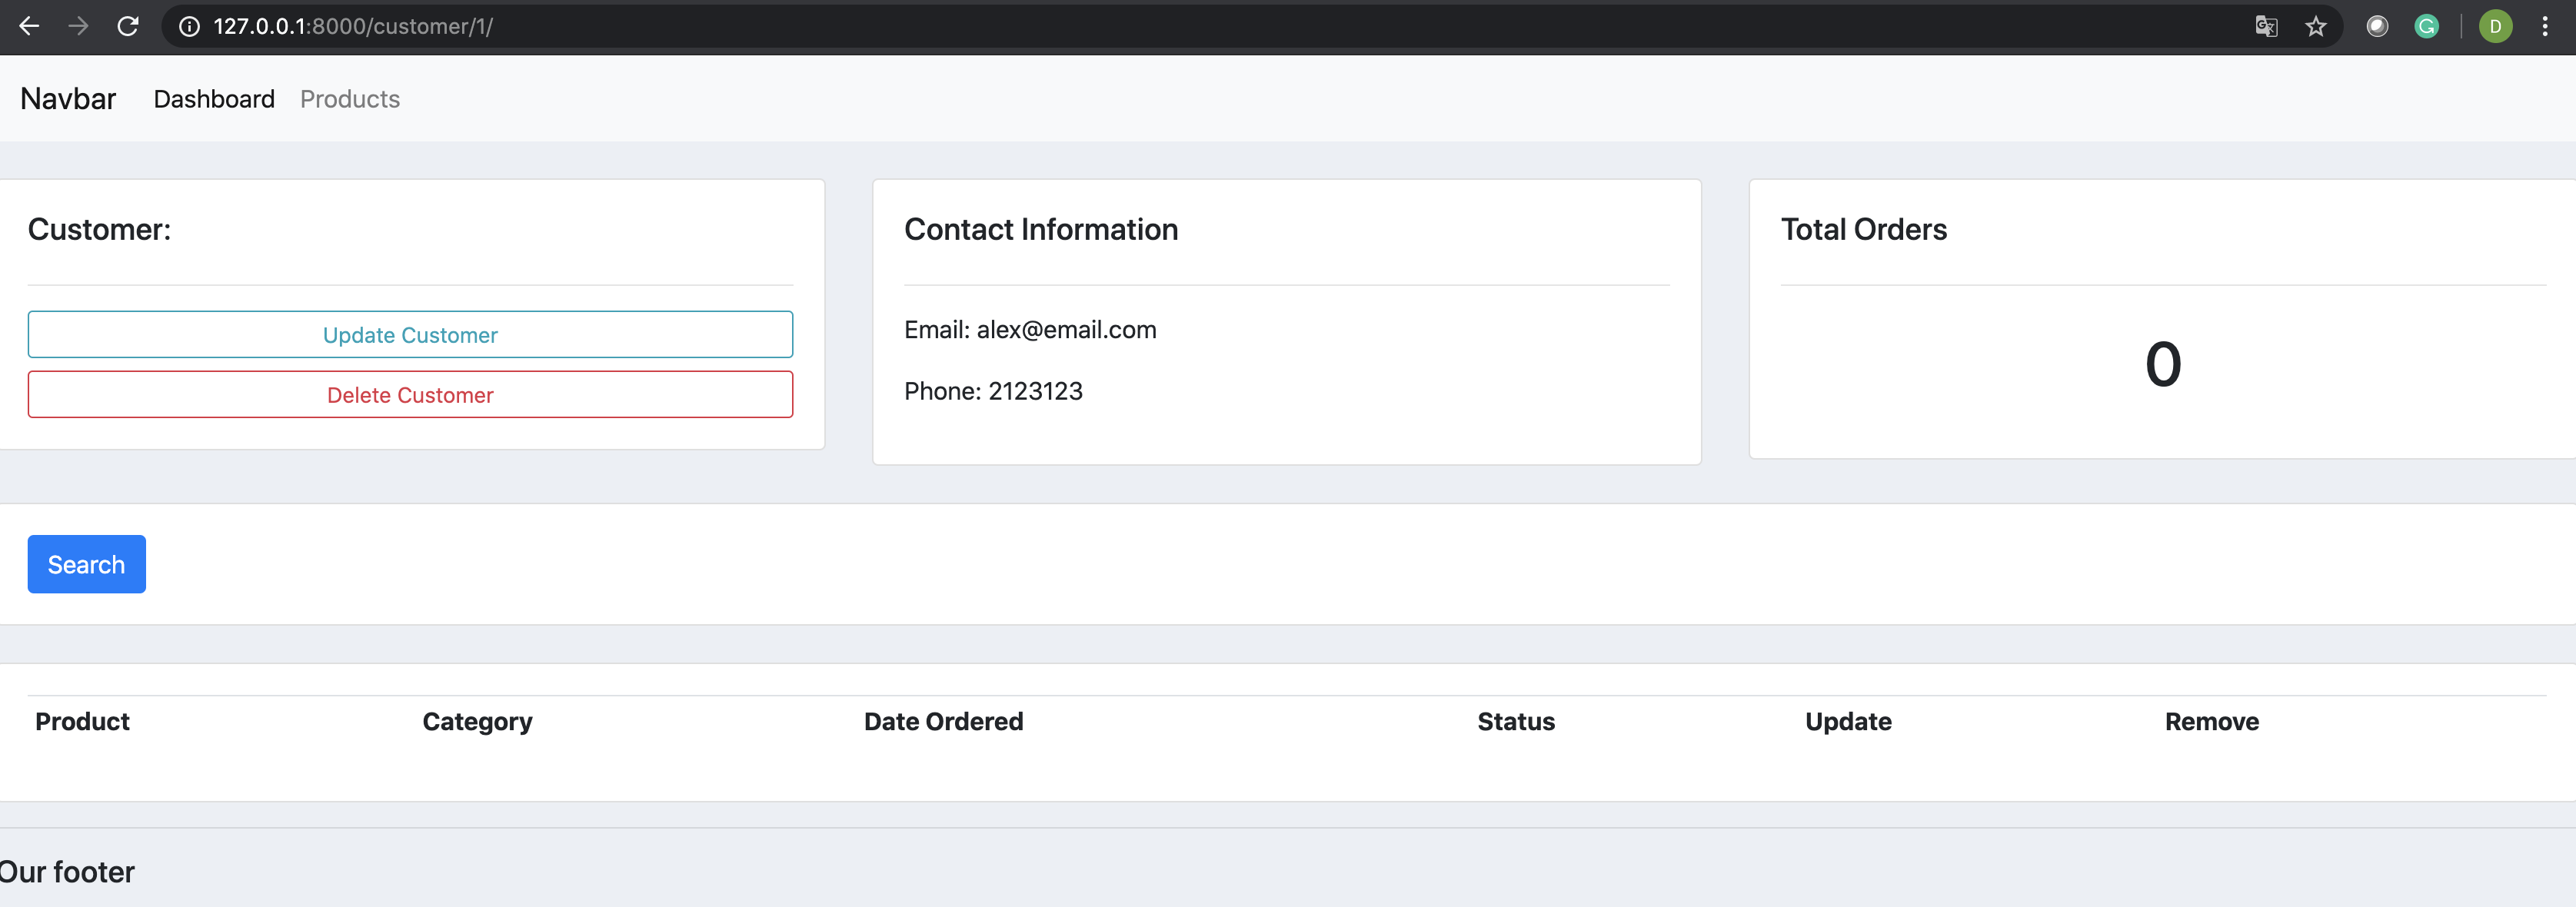 127.0.0.1:8000/customer/1/
D
Navbar Dashboard Products
Customer:
Update Customer
Delete Customer
Contact Information
Email: alex@email.com
Phone: 2123123
Total Orders
0
Search
Product Category Date Ordered Status Update Remove
Our footer